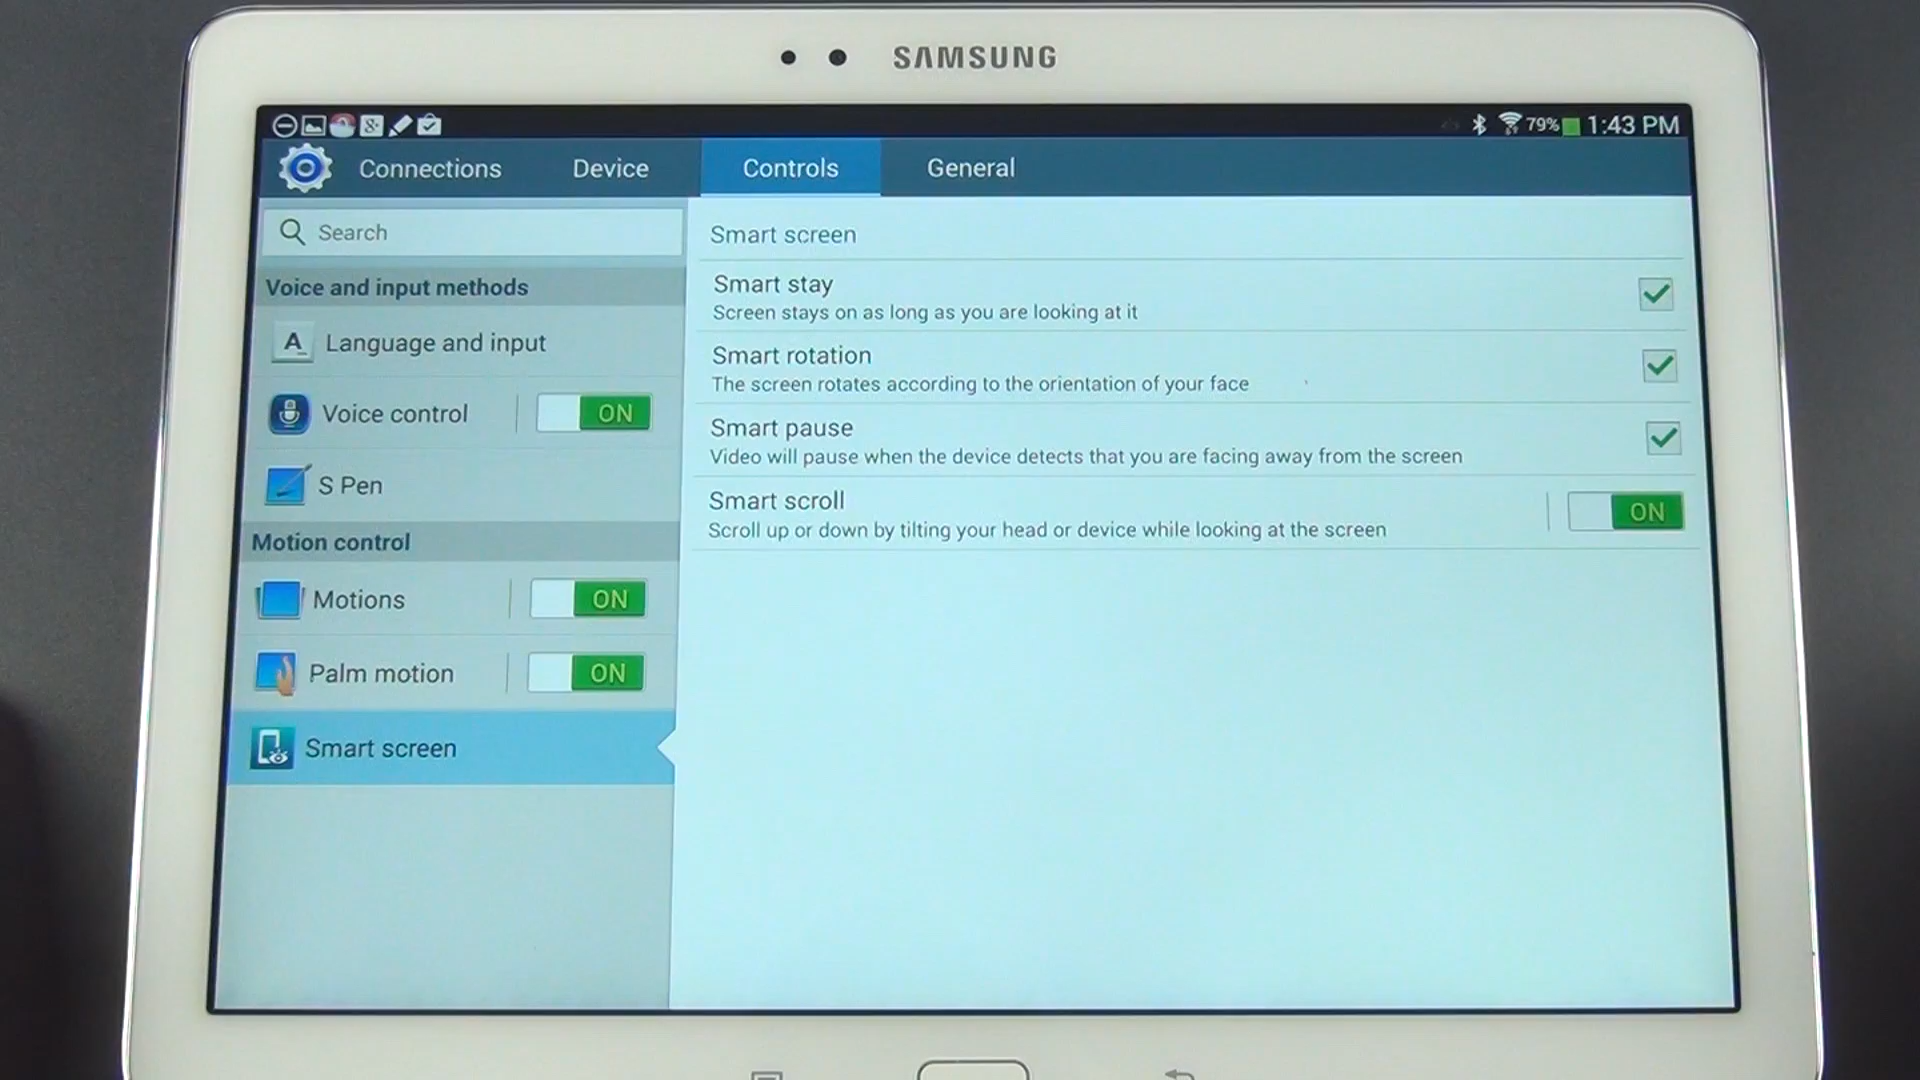 SAMSUNG
79% 1:43 PM
Connections Device Controls General
Search
Voice and input methods
A Language and input
Voice control ON
S Pen
Motion control
Motions ON
Palm motion ON
Smart screen
Smart screen
Smart stay
Screen stays on as long as you are looking at it
Smart rotation
The screen rotates according to the orientation of your face
Smart pause
Video will pause when the device detects that you are facing away from the screen
Smart scroll
Scroll up or down by tilting your head or device while looking at the screen
ON